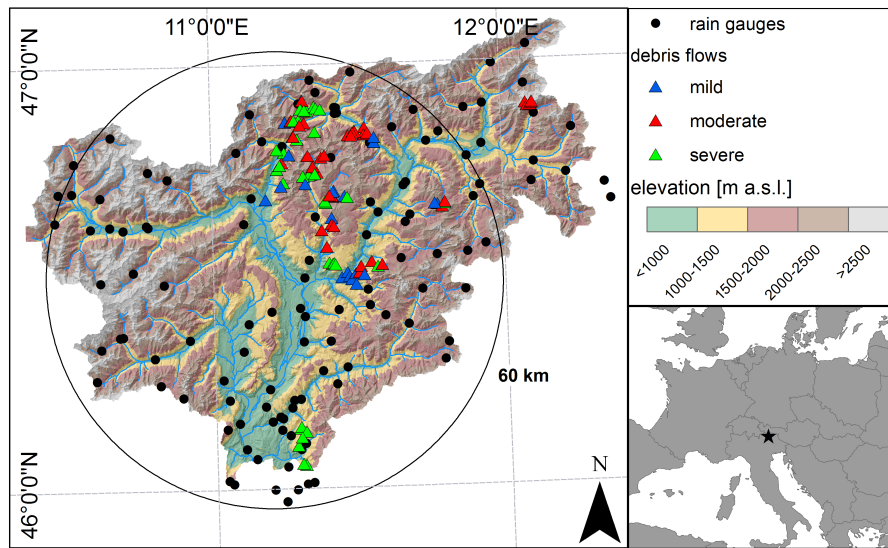 11°0'0"E
12°0'0"E
47°0'0"N
46°0'0"N
60 km
N
rain gauges
debris flows
mild
moderate
severe
elevation [m a.s.l.]
<1000
1000-1500
1500-2000
2000-2500
>2500